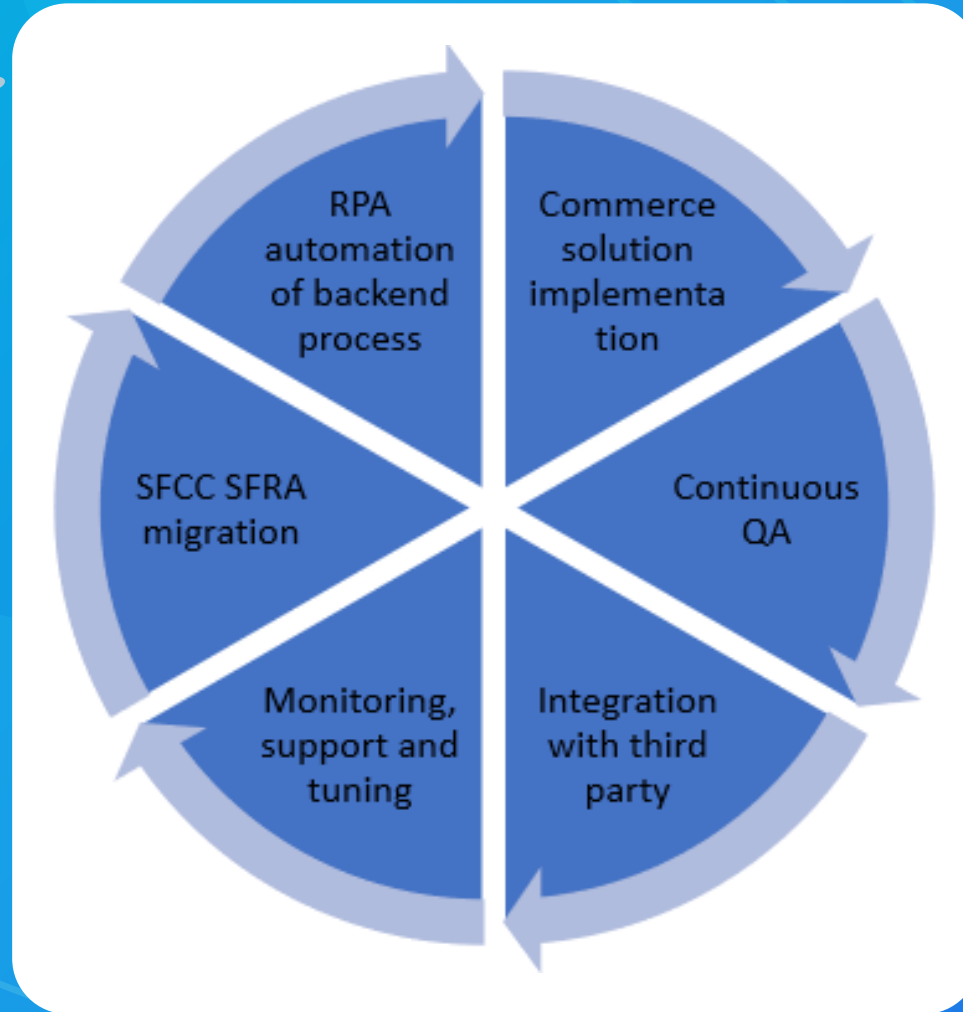 RPA
automation
of backend
process
Commerce
solution
implementa
tion
SFCC SFRA
migration
Continuous
QA
Monitoring,
support and
tuning
Integration
with third
party